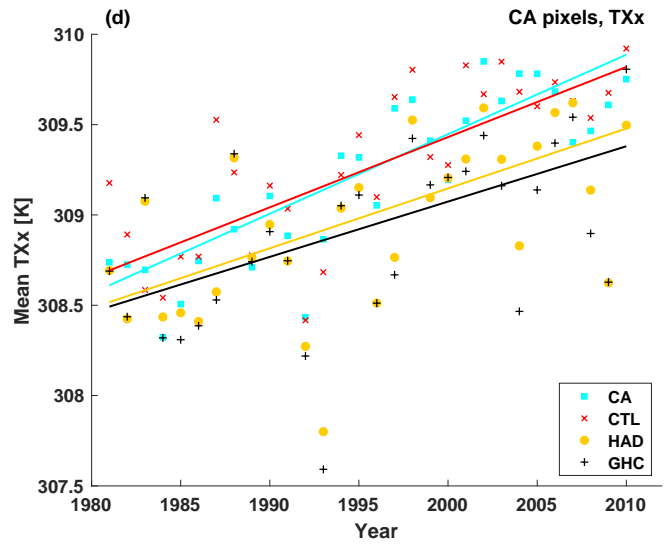 (d)
CA pixels, TXx
310
309.5
309
308.5
308
307.5
Mean TXx [K]
1980
1985
1990
1995
2000
2005
2010
Year
CA
CTL
HAD
GHC